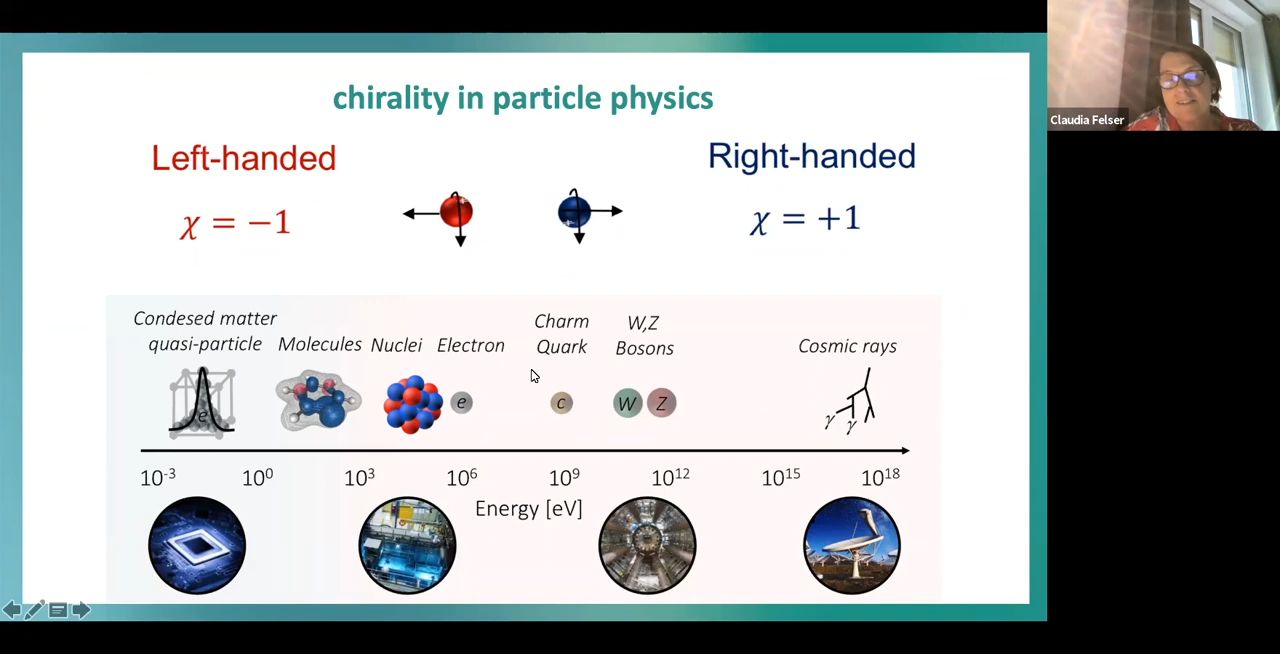 chirality in particle physics
Claudia Felser
Left-handed
Right-handed
χ = −1
χ = +1
Condesed matter
quasi-particle
Molecules
Nuclei
Electron
Charm
Quark
W,Z
Bosons
Cosmic rays
e
e
c
W
Z
γ
γ
10⁻³ 10⁰ 10³ 10⁶ 10⁹ 10¹² 10¹⁵ 10¹⁸
Energy [eV]